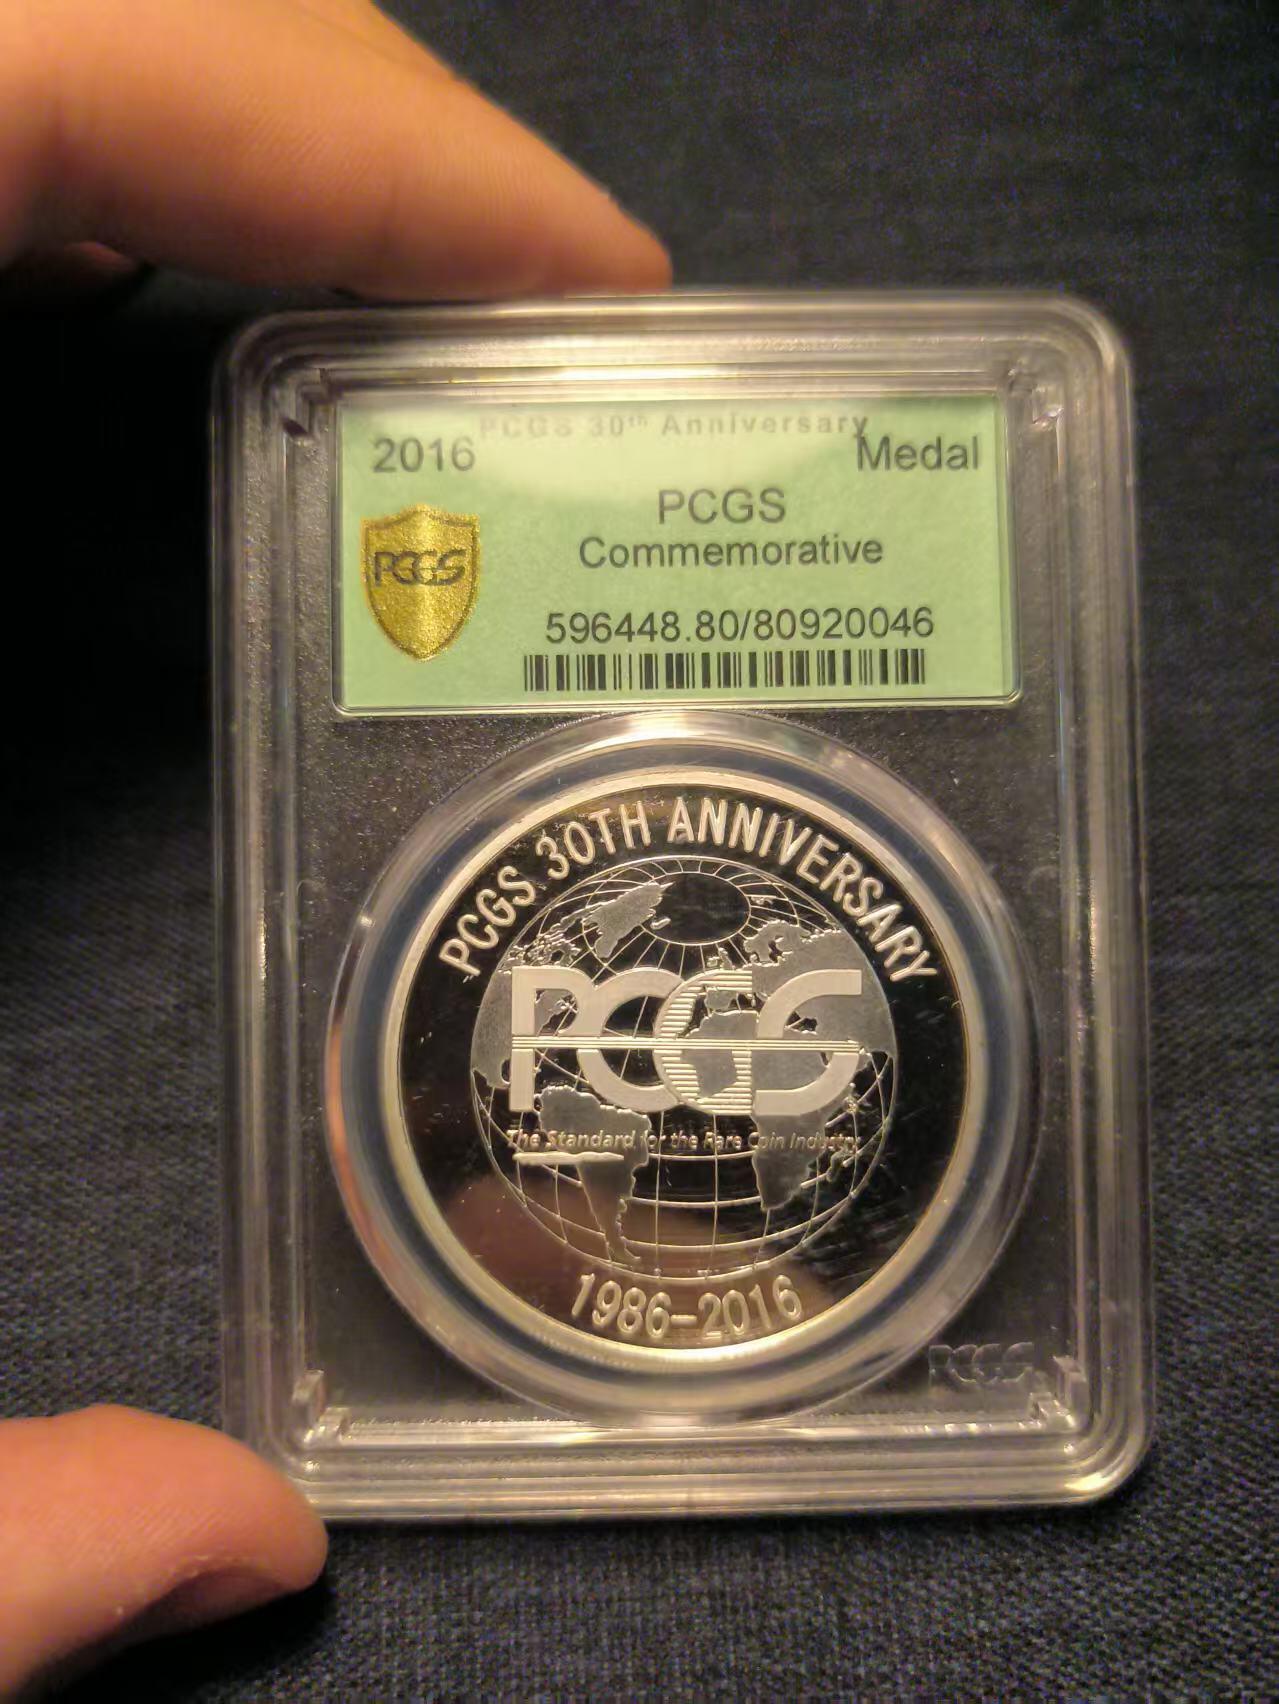 PCGS 30th Anniversary
2016 Medal
PCGS
PCGS
Commemorative
596448.80/80920046
PCGS 30TH ANNIVERSARY
PCGS
The Standard for the Rare Coin Industry
1986-2016
PCGS